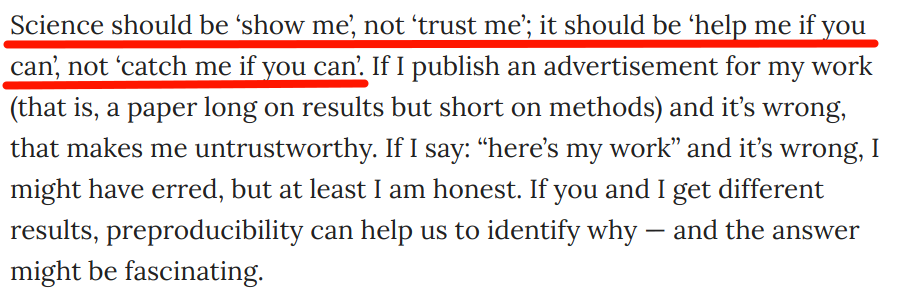 Science should be ‘show me’, not ‘trust me’; it should be ‘help me if you
can’, not ‘catch me if you can’. If I publish an advertisement for my work
(that is, a paper long on results but short on methods) and it’s wrong,
that makes me untrustworthy. If I say: “here’s my work” and it’s wrong, I
might have erred, but at least I am honest. If you and I get different
results, preproducibility can help us to identify why — and the answer
might be fascinating.